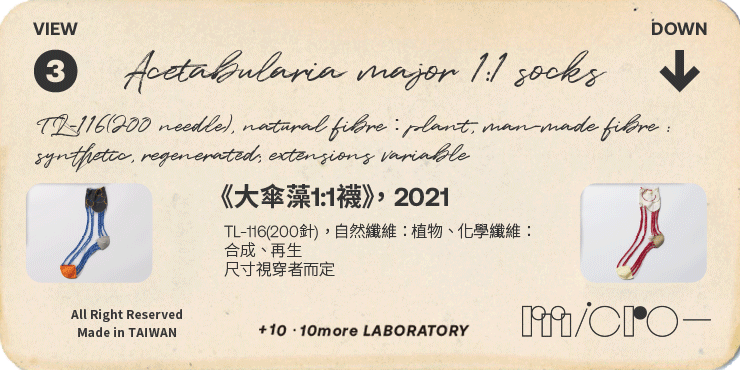 VIEW
DOWN
3
Acetabularia major 1:1 socks
TL-116(200 needle), natural fibre : plant, man-made fibre :
synthetic, regenerated; extensions variable
《大傘藻1:1襪》，2021
TL-116(200針)，自然纖維：植物、化學纖維：
合成、再生
尺寸視穿者而定
All Right Reserved
Made in TAIWAN
+10 · 10more LABORATORY
micro—